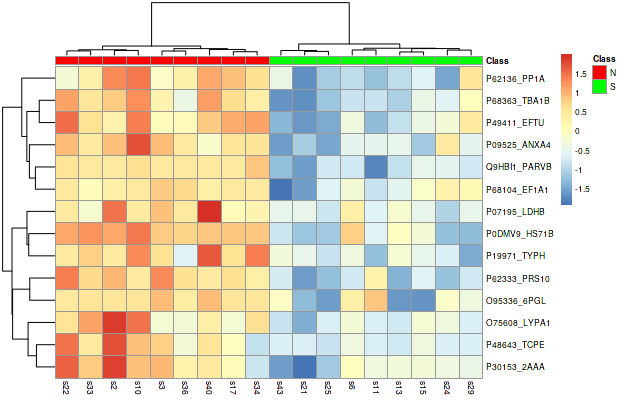 Class
P62136_PP1A
P68363_TBA1B
P49411_EFTU
P09525_ANXA4
Q9HBI1_PARVB
P68104_EF1A1
P07195_LDHB
P0DMV9_HS71B
P19971_TYPH
P62333_PRS10
O95336_6PGL
O75608_LYPA1
P48643_TCPE
P30153_2AAA
s22 s33 s2 s10 s3 s36 s40 s17 s34 s43 s21 s25 s6 s11 s13 s15 s24 s29
1.5
1
0.5
0
-0.5
-1
-1.5
Class
N
S